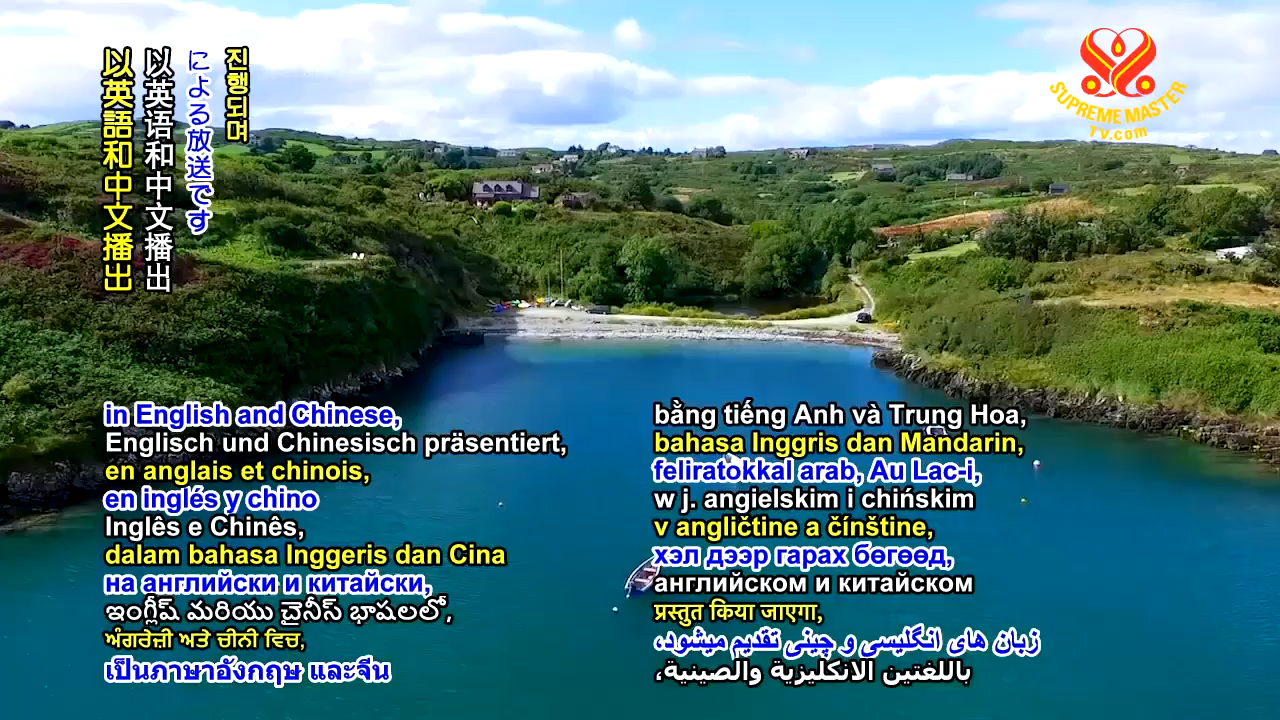 以英語和中文播出
以英语和中文播出
による放送です
진행되며
SUPREME MASTER
TV.com
in English and Chinese,
Englisch und Chinesisch präsentiert,
en anglais et chinois,
en inglés y chino
Inglês e Chinês,
dalam bahasa Inggeris dan Cina
на английски и китайски,
ఇంగ్లీష్ మరియు చైనీస్ భాషలలో,
ਅੰਗਰੇਜ਼ੀ ਅਤੇ ਚੀਨੀ ਵਿਚ,
เป็นภาษาอังกฤษ และจีน
bằng tiếng Anh và Trung Hoa,
bahasa Inggris dan Mandarin,
feliratokkal arab, Au Lac-i,
w j. angielskim i chińskim
v angličtine a čínštine,
хэл дээр гарах бөгөөд,
английском и китайском
प्रस्तुत किया जाएगा,
زبان های انگلیسی و چینی تقدیم میشود،
باللغتين الانكليزية والصينية،